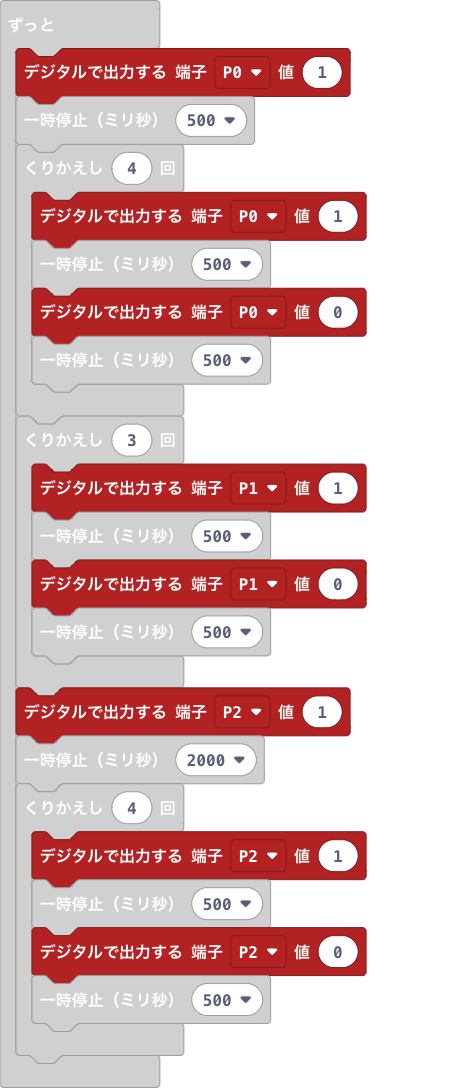 ずっと
デジタルで出力する 端子 P0 値 1
一時停止（ミリ秒） 500
くりかえし 4 回
デジタルで出力する 端子 P0 値 1
一時停止（ミリ秒） 500
デジタルで出力する 端子 P0 値 0
一時停止（ミリ秒） 500
くりかえし 3 回
デジタルで出力する 端子 P1 値 1
一時停止（ミリ秒） 500
デジタルで出力する 端子 P1 値 0
一時停止（ミリ秒） 500
デジタルで出力する 端子 P2 値 1
一時停止（ミリ秒） 2000
くりかえし 4 回
デジタルで出力する 端子 P2 値 1
一時停止（ミリ秒） 500
デジタルで出力する 端子 P2 値 0
一時停止（ミリ秒） 500